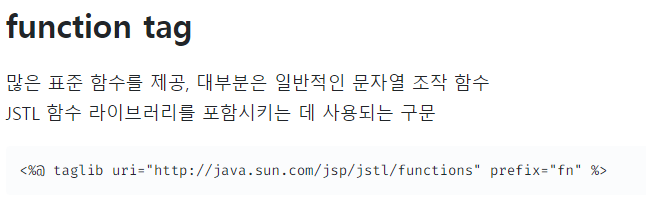 function tag
많은 표준 함수를 제공, 대부분은 일반적인 문자열 조작 함수
JSTL 함수 라이브러리를 포함시키는 데 사용되는 구문
<%@ taglib uri="http://java.sun.com/jsp/jstl/functions" prefix="fn" %>